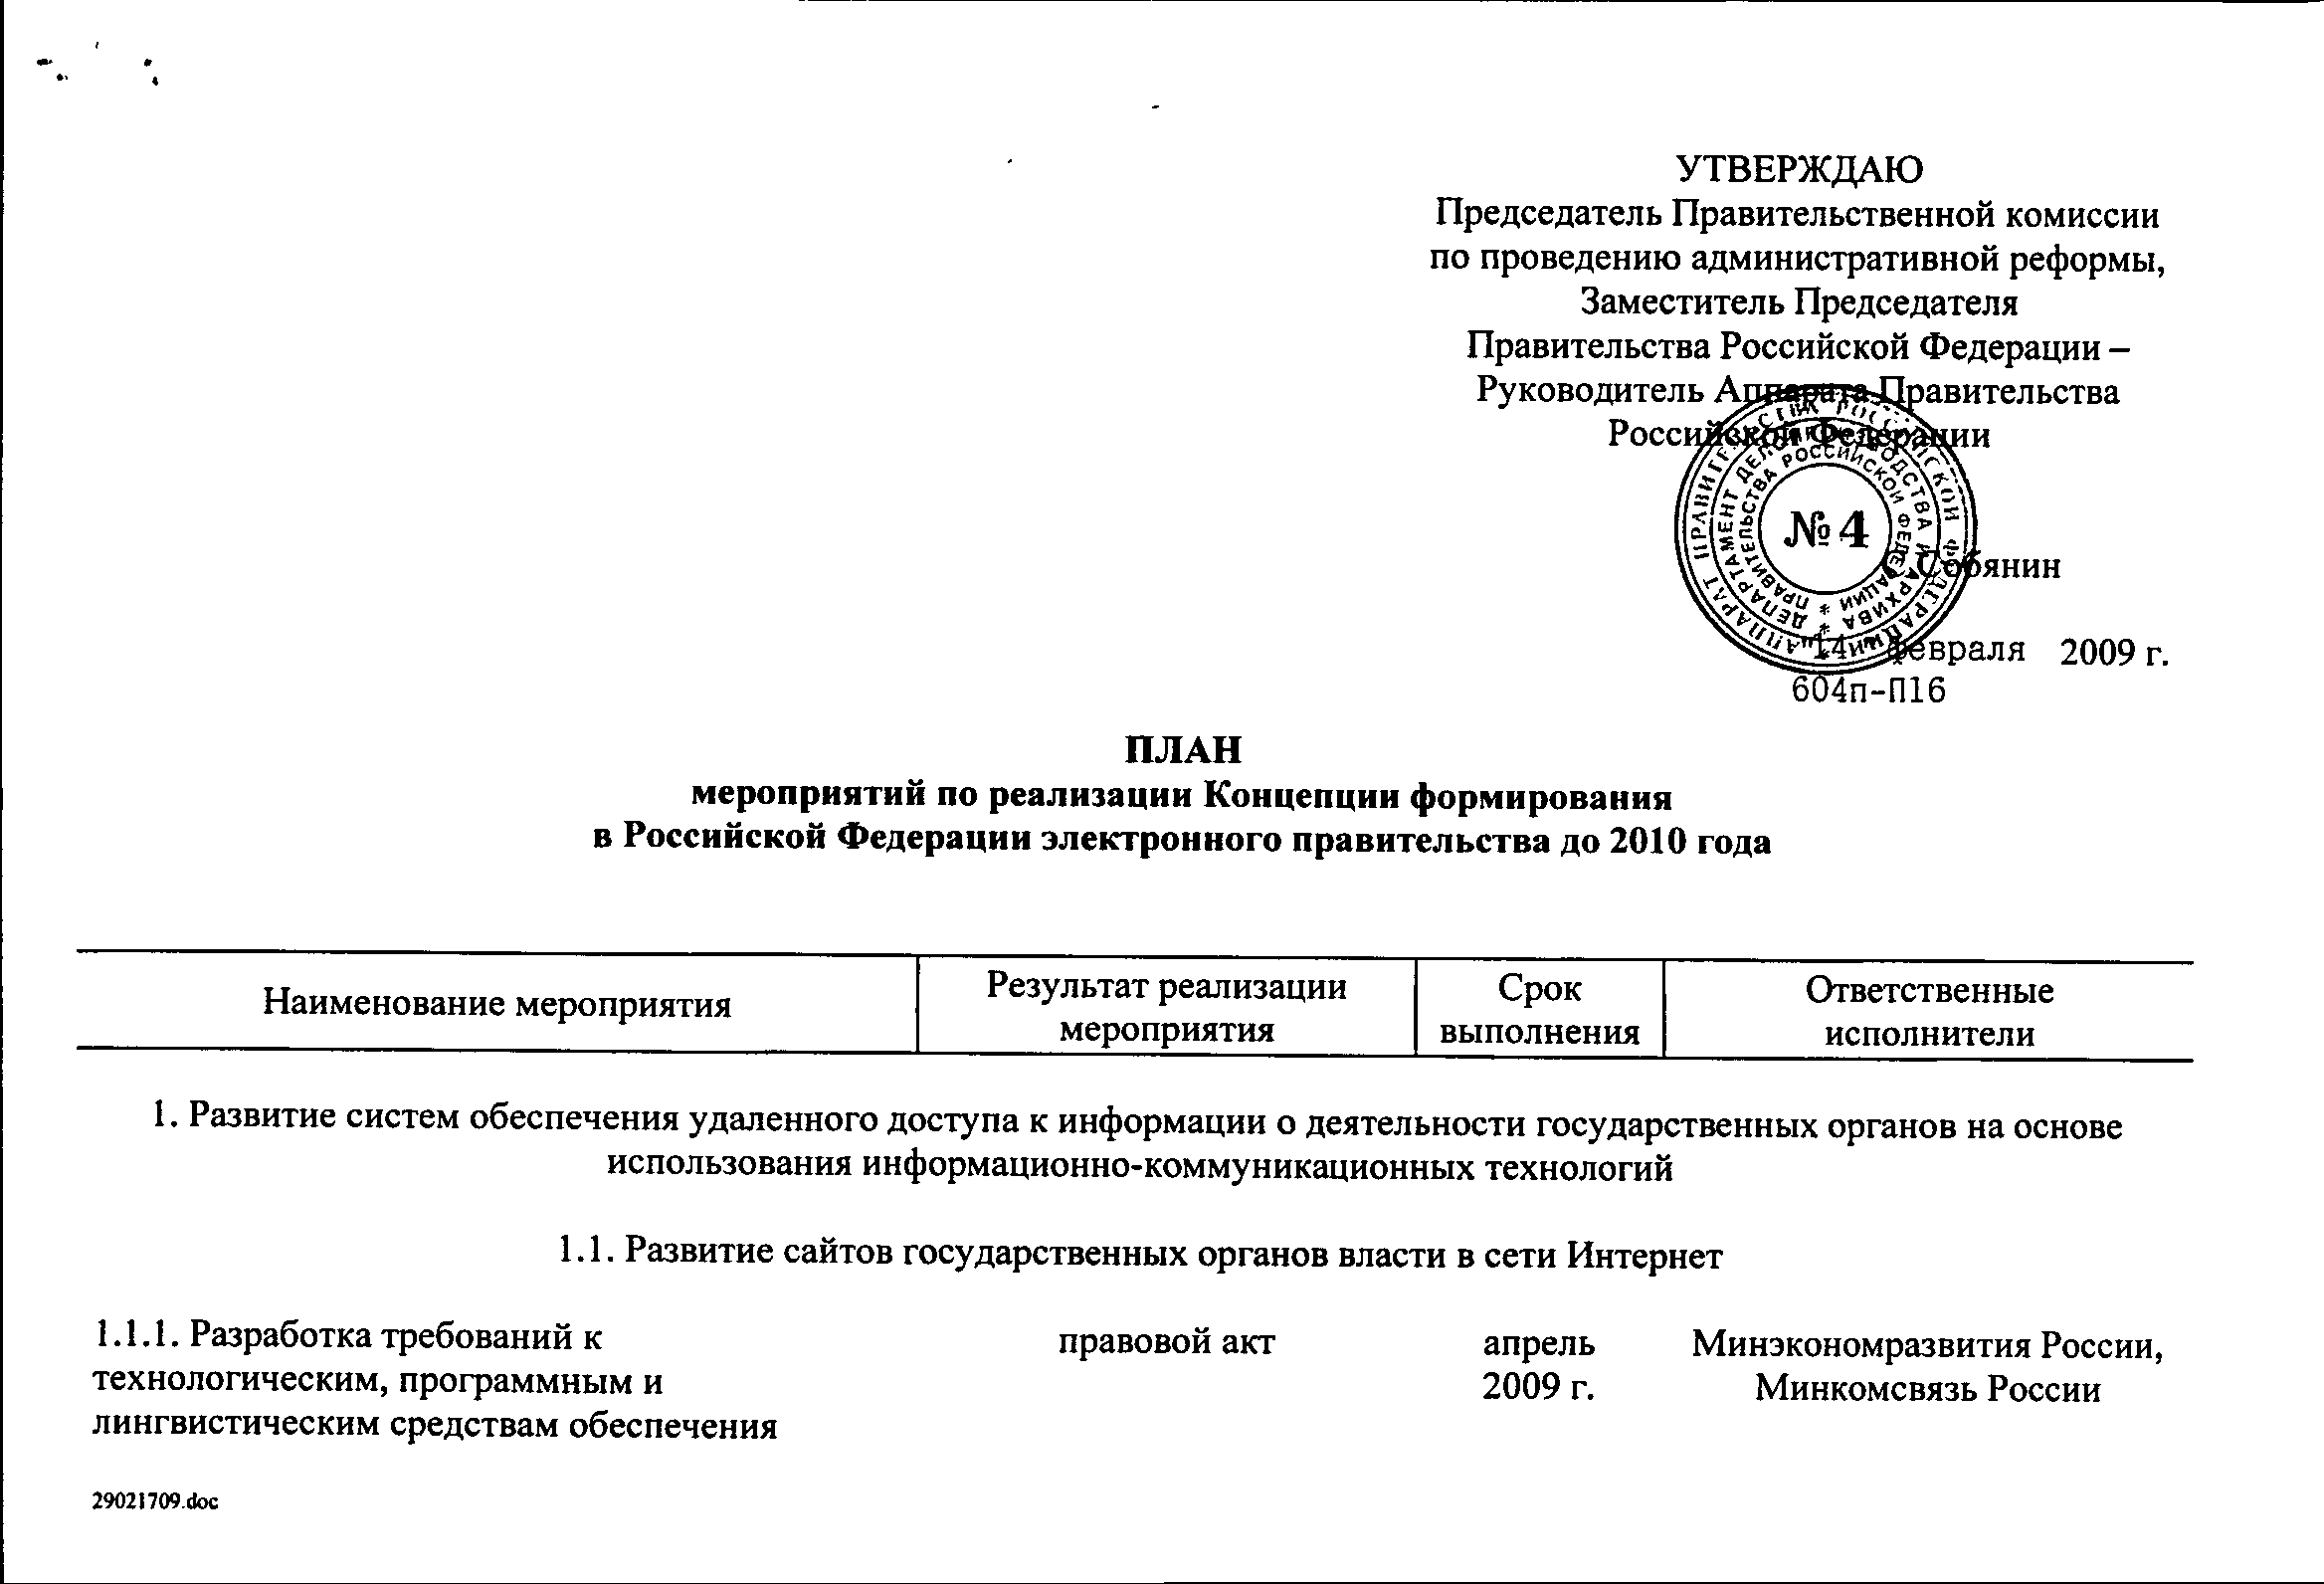 УТВЕРЖДАЮ
Председатель Правительственной комиссии
по проведению административной реформы,
Заместитель Председателя
Правительства Российской Федерации –
Руководитель Аппарата Правительства
Российской Федерации
АППАРАТ ПРАВИТЕЛЬСТВА РОССИЙСКОЙ ФЕДЕРАЦИИ *
ДЕПАРТАМЕНТ ДЕЛОПРОИЗВОДСТВА И АРХИВА *
ПРАВИТЕЛЬСТВА РОССИЙСКОЙ ФЕДЕРАЦИИ *
№4
С Собянин
"14" февраля 2009 г.
604п-П16
ПЛАН
мероприятий по реализации Концепции формирования
в Российской Федерации электронного правительства до 2010 года
Наименование мероприятия
Результат реализации
мероприятия
Срок
выполнения
Ответственные
исполнители
1. Развитие систем обеспечения удаленного доступа к информации о деятельности государственных органов на основе
использования информационно-коммуникационных технологий
1.1. Развитие сайтов государственных органов власти в сети Интернет
1.1.1. Разработка требований к
технологическим, программным и
лингвистическим средствам обеспечения
правовой акт
апрель
2009 г.
Минэкономразвития России,
Минкомсвязь России
29021709.doc